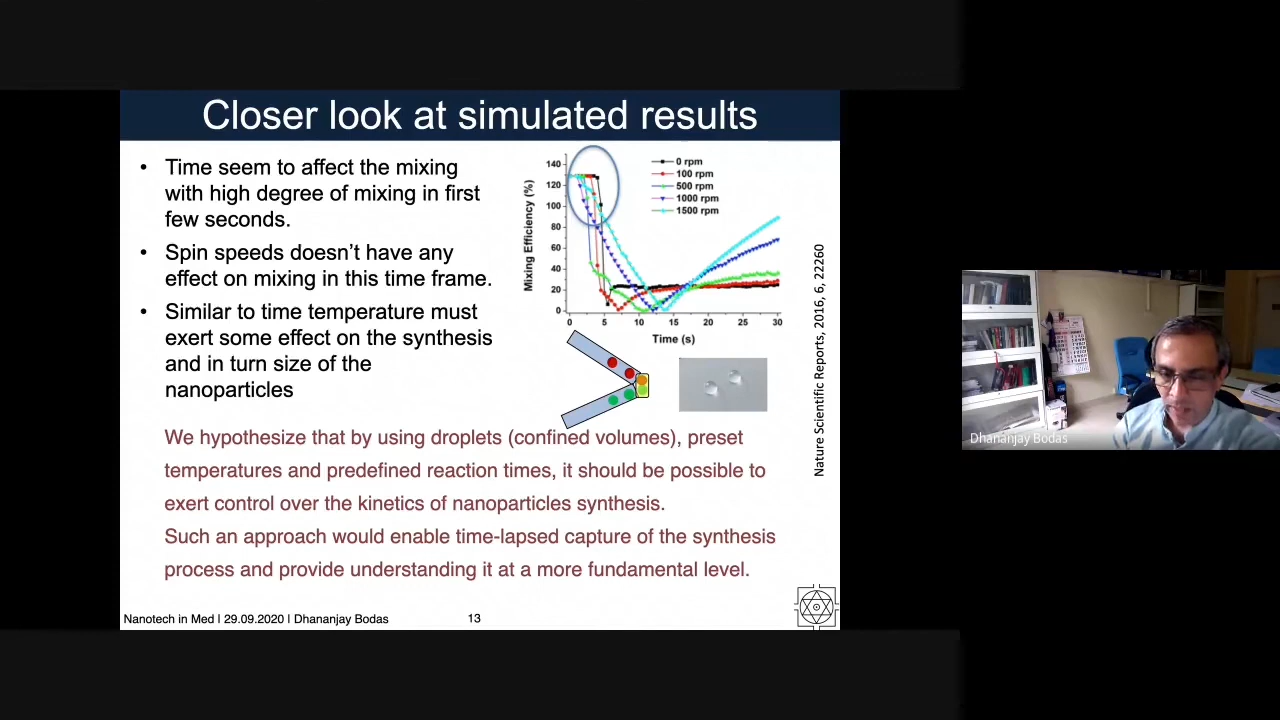 Closer look at simulated results
• Time seem to affect the mixing
with high degree of mixing in first
few seconds.
• Spin speeds doesn't have any
effect on mixing in this time frame.
• Similar to time temperature must
exert some effect on the synthesis
and in turn size of the
nanoparticles
Mixing Efficiency (%)
140
120
100
80
60
40
20
0
0 rpm
100 rpm
500 rpm
1000 rpm
1500 rpm
0 5 10 15 20 25 30
Time (s)
Nature Scientific Reports, 2016, 6, 22260
We hypothesize that by using droplets (confined volumes), preset
temperatures and predefined reaction times, it should be possible to
exert control over the kinetics of nanoparticles synthesis.
Such an approach would enable time-lapsed capture of the synthesis
process and provide understanding it at a more fundamental level.
Nanotech in Med I 29.09.2020 I Dhananjay Bodas 13
Dhananjay Bodas